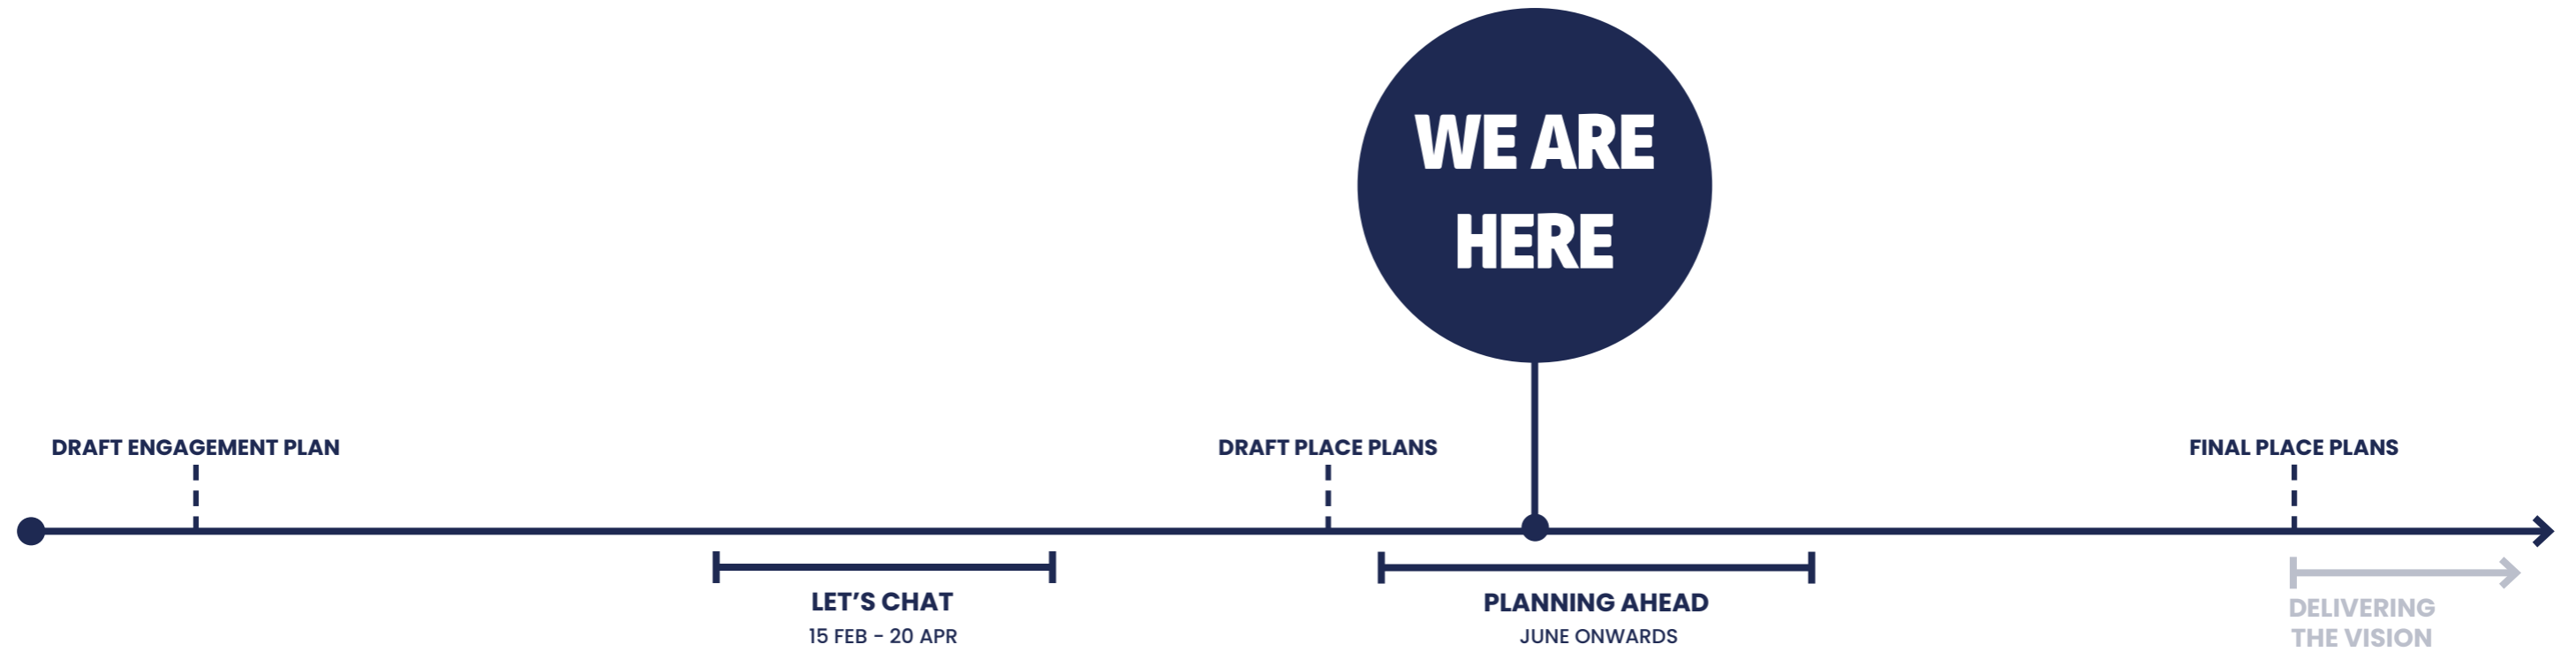 WE ARE
HERE
DRAFT ENGAGEMENT PLAN
DRAFT PLACE PLANS
FINAL PLACE PLANS
LET’S CHAT
15 FEB - 20 APR
PLANNING AHEAD
JUNE ONWARDS
DELIVERING
THE VISION